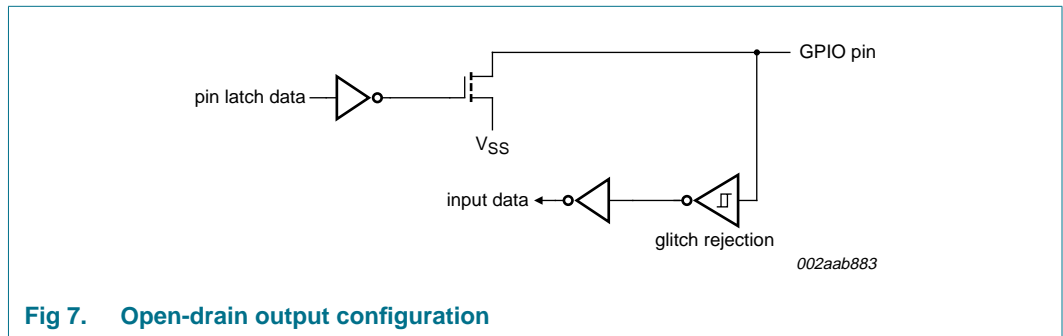 GPIO pin
pin latch data
VSS
input data
glitch rejection
002aab883
Fig 7. Open-drain output configuration